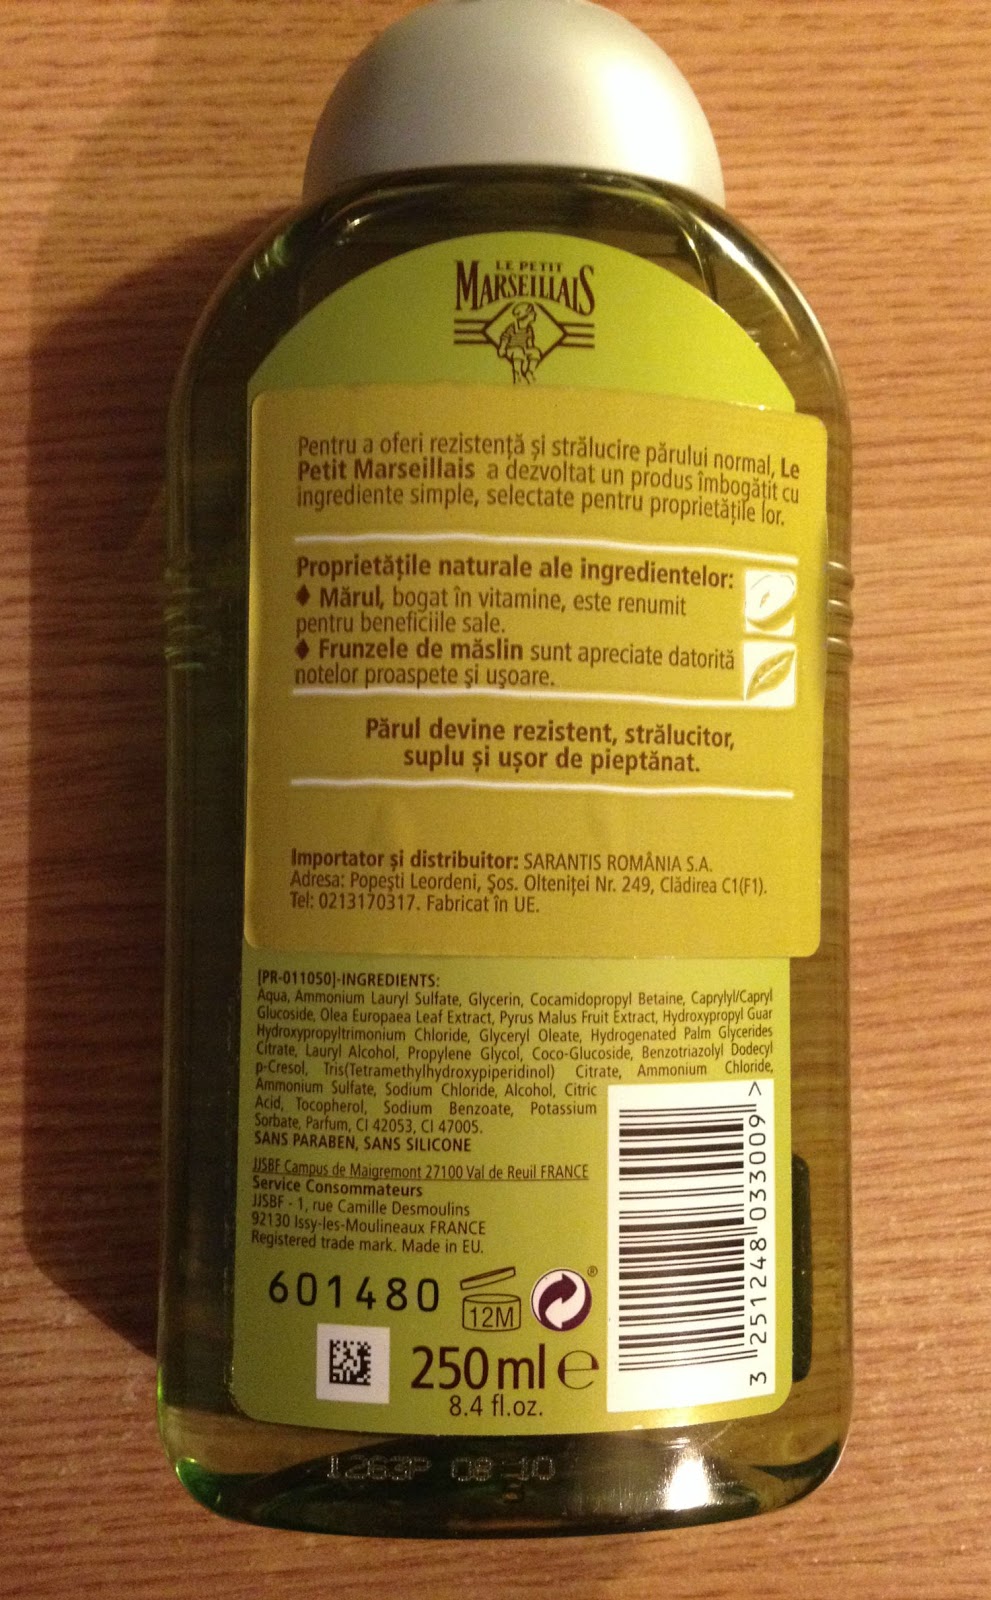 LE PETIT
MARSEILLAIS
Pentru a oferi rezistență și strălucire părului normal, Le
Petit Marseillais a dezvoltat un produs îmbogățit cu
ingrediente simple, selectate pentru proprietățile lor.
Proprietățile naturale ale ingredientelor:
♦ Mărul, bogat în vitamine, este renumit
pentru beneficiile sale.
♦ Frunzele de măslin sunt apreciate datorită
notelor proaspete și ușoare.
Părul devine rezistent, strălucitor,
suplu și ușor de pieptănat.
Importator și distribuitor: SARANTIS ROMÂNIA S.A.
Adresa: Popești Leordeni, Șos. Olteniței Nr. 249, Clădirea C1(F1).
Tel: 0213170317. Fabricat în UE.
[PR-011050]-INGREDIENTS:
Aqua, Ammonium Lauryl Sulfate, Glycerin, Cocamidopropyl Betaine, Caprylyl/Capryl
Glucoside, Olea Europaea Leaf Extract, Pyrus Malus Fruit Extract, Hydroxypropyl Guar
Hydroxypropyltrimonium Chloride, Glyceryl Oleate, Hydrogenated Palm Glycerides
Citrate, Lauryl Alcohol, Propylene Glycol, Coco-Glucoside, Benzotriazolyl Dodecyl
p-Cresol, Tris(Tetramethylhydroxypiperidinol) Citrate, Ammonium Chloride,
Ammonium Sulfate, Sodium Chloride, Alcohol, Citric
Acid, Tocopherol, Sodium Benzoate, Potassium
Sorbate, Parfum, CI 42053, CI 47005.
SANS PARABEN, SANS SILICONE
JJSBF Campus de Maigremont 27100 Val de Reuil FRANCE
Service Consommateurs
JJSBF - 1, rue Camille Desmoulins
92130 Issy-les-Moulineaux FRANCE
Registered trade mark. Made in EU.
601480
12M
®
250 ml e
8.4 fl.oz.
3 251248 033009 >
1263P 08 10